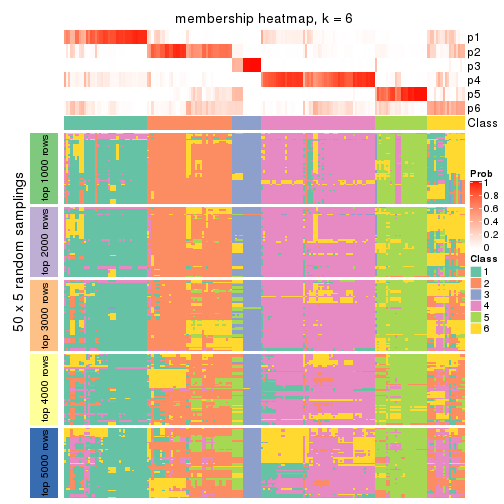 membership heatmap, k = 6
p1
p2
p3
p4
p5
p6
Class
50 x 5 random samplings
top 1000 rows
top 2000 rows
top 3000 rows
top 4000 rows
top 5000 rows
Prob
1
0.8
0.6
0.4
0.2
0
Class
1
2
3
4
5
6